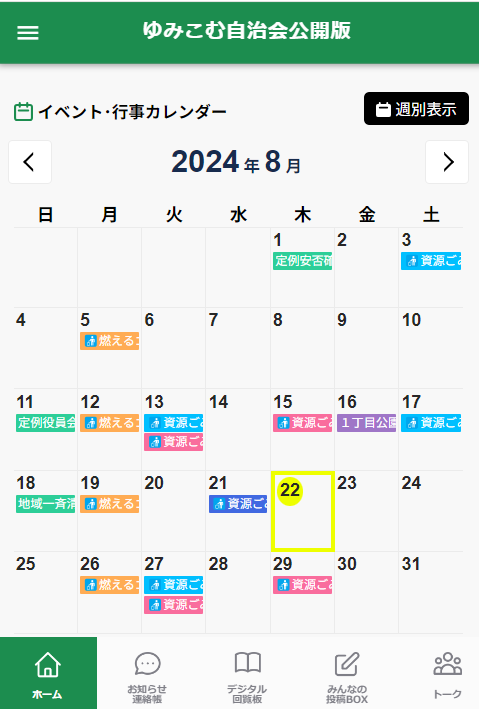 ゆみこむ自治会公開版
イベント･行事カレンダー
週別表示
2024 年 8 月
日 月 火 水 木 金 土
1 2 3
定例安否確 資源ご
4 5 6 7 8 9 10
燃える
11 12 13 14 15 16 17
定例役員会 燃える 資源ご 資源ご １丁目公園 資源ご
資源ご
18 19 20 21 22 23 24
地域一斉清 燃える 資源ご
25 26 27 28 29 30 31
燃える 資源ご 資源ご
資源ご
ホーム
お知らせ
連絡帳
デジタル
回覧板
みんなの
投稿BOX
トーク